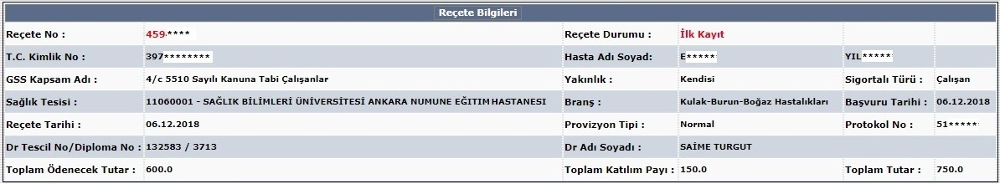 Reçete Bilgileri
Reçete No : 459**** Reçete Durumu : İlk Kayıt
T.C. Kimlik No : 397******** Hasta Adı Soyad: E***** YIL*****
GSS Kapsam Adı : 4/c 5510 Sayılı Kanuna Tabi Çalışanlar Yakınlık : Kendisi Sigortalı Türü : Çalışan
Sağlık Tesisi : 11060001 - SAĞLIK BİLİMLERİ ÜNİVERSİTESİ ANKARA NUMUNE EĞITIM HASTANESI Branş : Kulak-Burun-Boğaz Hastalıkları Başvuru Tarihi : 06.12.2018
Reçete Tarihi : 06.12.2018 Provizyon Tipi : Normal Protokol No : 51******
Dr Tescil No/Diploma No : 132583 / 3713 Dr Adı Soyadı : SAİME TURGUT
Toplam Ödenecek Tutar : 600.0 Toplam Katılım Payı : 150.0 Toplam Tutar : 750.0